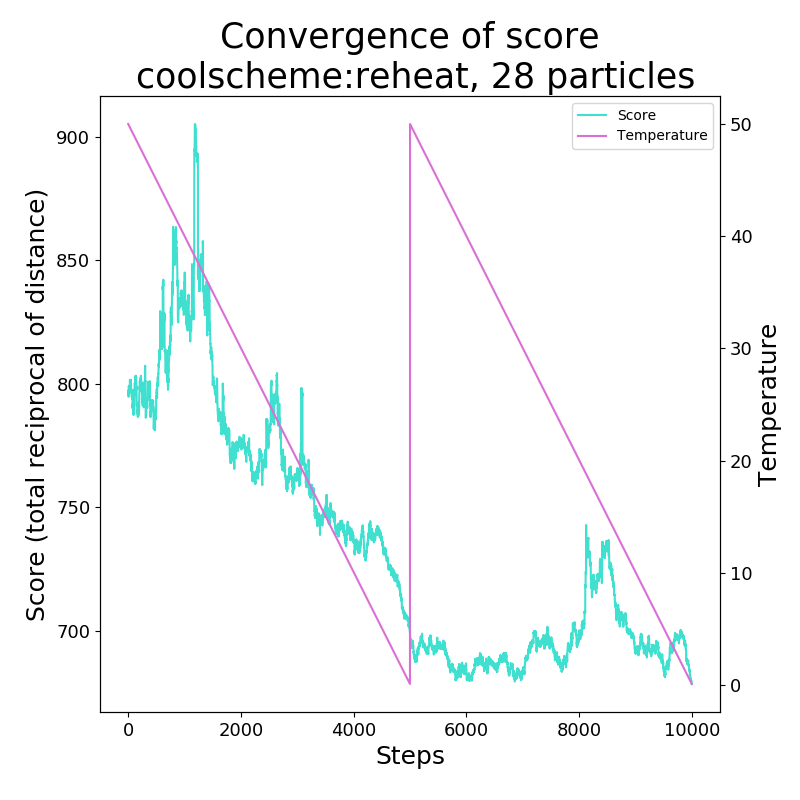 Convergence of score
coolscheme:reheat, 28 particles
Score
Temperature
900
850
800
750
700
Score (total reciprocal of distance)
50
40
30
20
10
0
Temperature
0
2000
4000
6000
8000
10000
Steps